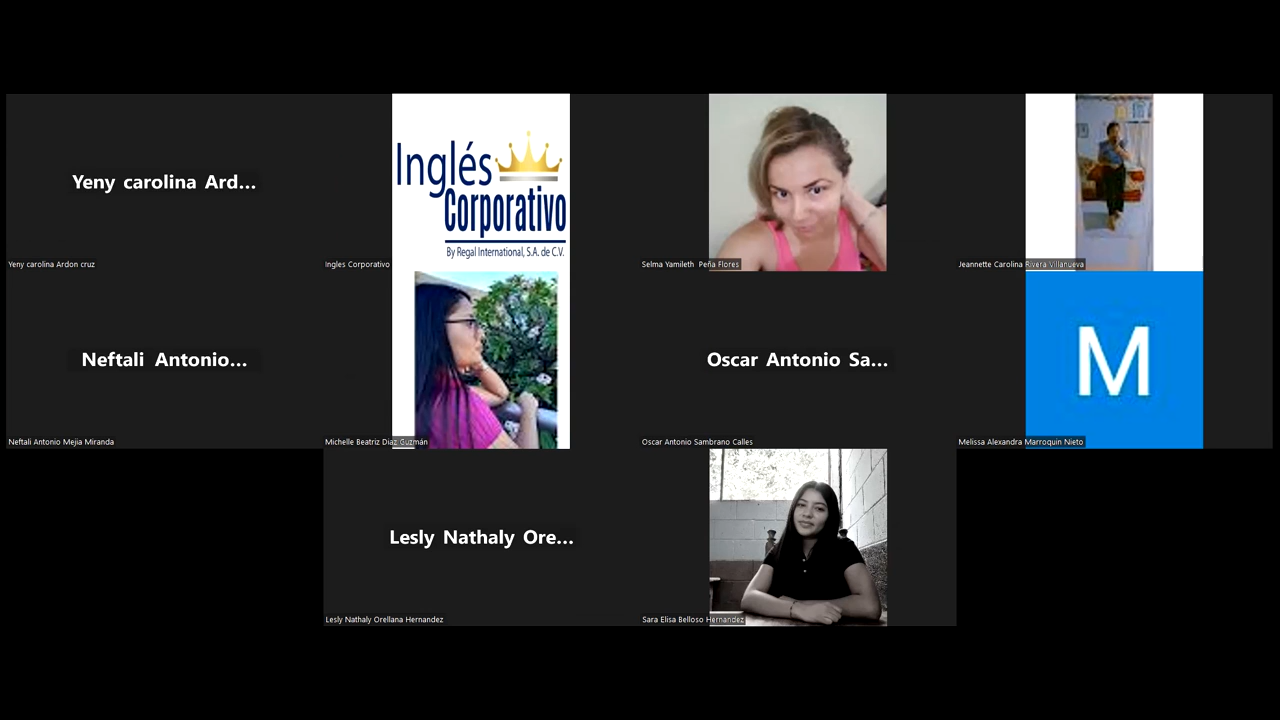 Yeny carolina Ard...
Yeny carolina Ardon cruz
Inglés
Corporativo
By Regal International, S.A. de C.V.
Ingles Corporativo
Selma Yamileth Peña Flores
Jeannette Carolina Rivera Villanueva
Neftali Antonio...
Neftali Antonio Mejia Miranda
Michelle Beatriz Diaz Guzmán
Oscar Antonio Sa...
Oscar Antonio Sambrano Calles
M
Melissa Alexandra Marroquin Nieto
Lesly Nathaly Ore...
Lesly Nathaly Orellana Hernandez
Sara Elisa Belloso Hernández